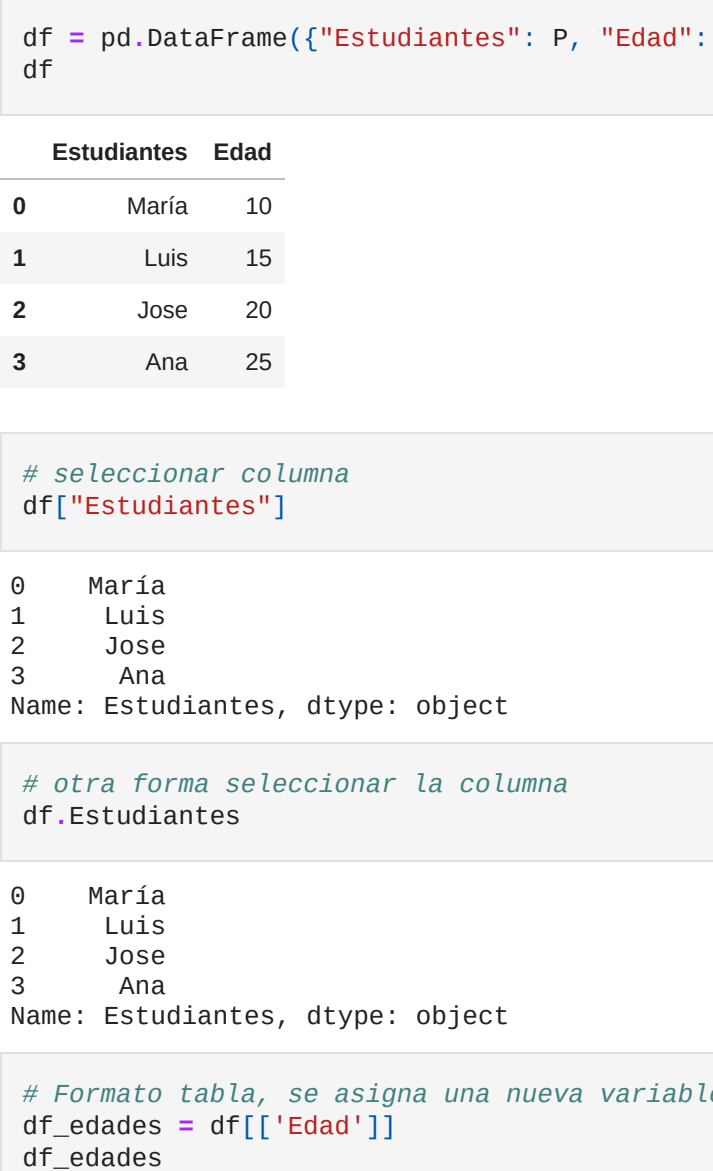 df = pd.DataFrame({"Estudiantes": P, "Edad":
df
Estudiantes Edad
0 María 10
1 Luis 15
2 Jose 20
3 Ana 25
# seleccionar columna
df["Estudiantes"]
0 María
1 Luis
2 Jose
3 Ana
Name: Estudiantes, dtype: object
# otra forma seleccionar la columna
df.Estudiantes
0 María
1 Luis
2 Jose
3 Ana
Name: Estudiantes, dtype: object
# Formato tabla, se asigna una nueva variable
df_edades = df[['Edad']]
df_edades